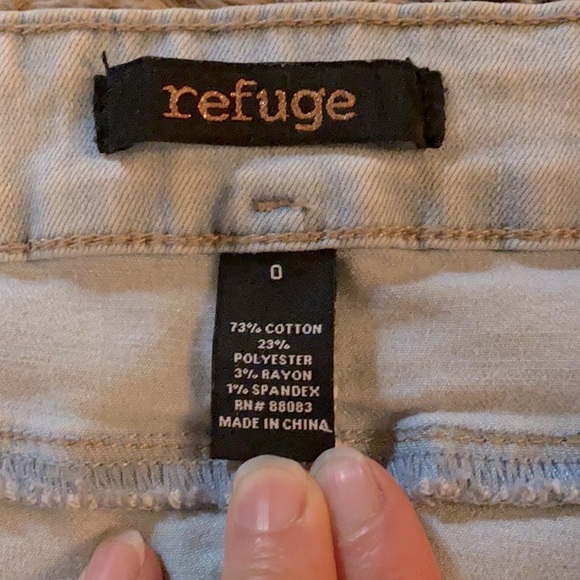 refuge
0
73% COTTON
23%
POLYESTER
3% RAYON
1% SPANDEX
RN# 88083
MADE IN CHINA